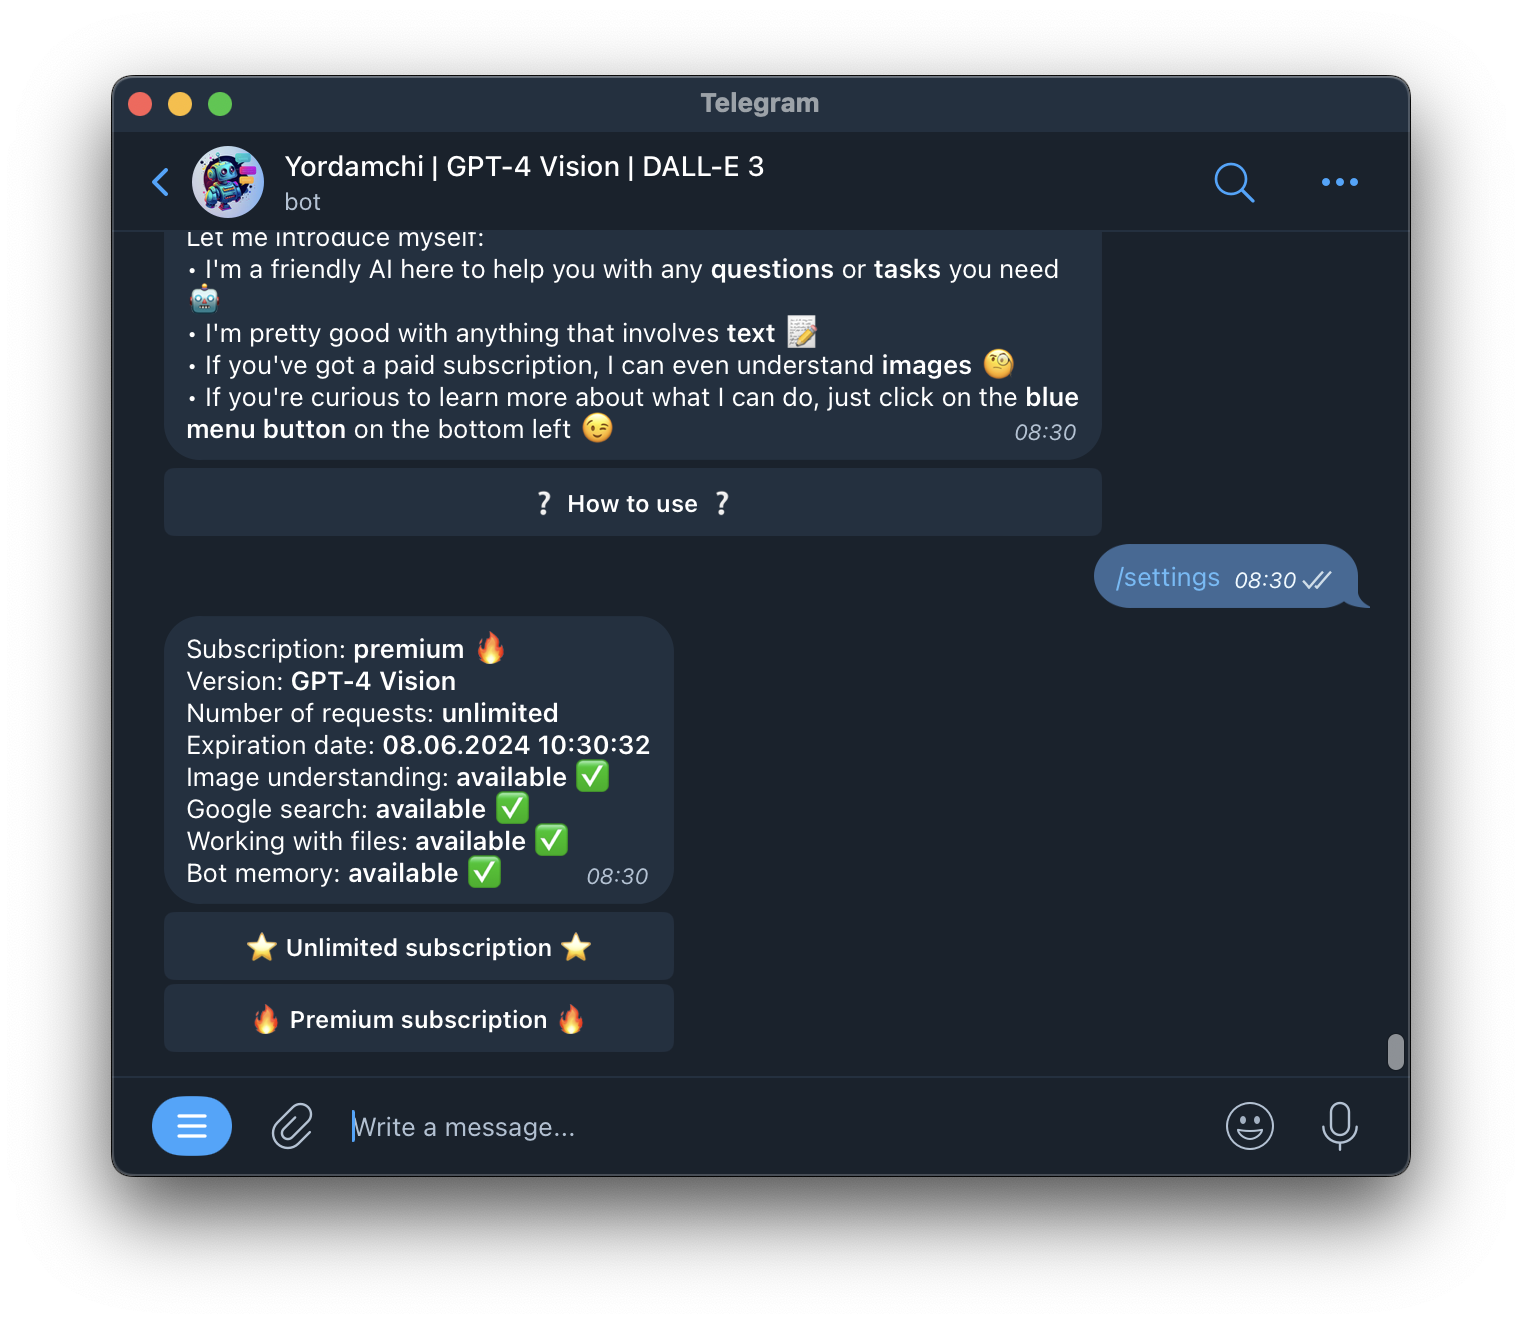 Telegram
Yordamchi | GPT-4 Vision | DALL-E 3
bot
Let me introduce myself:
• I'm a friendly AI here to help you with any questions or tasks you need
🤖
• I'm pretty good with anything that involves text 📝
• If you've got a paid subscription, I can even understand images 🧐
• If you're curious to learn more about what I can do, just click on the blue
menu button on the bottom left 😉 08:30
❔ How to use ❔
/settings 08:30
Subscription: premium 🔥
Version: GPT-4 Vision
Number of requests: unlimited
Expiration date: 08.06.2024 10:30:32
Image understanding: available ✅
Google search: available ✅
Working with files: available ✅
Bot memory: available ✅ 08:30
⭐ Unlimited subscription ⭐
🔥 Premium subscription 🔥
Write a message...